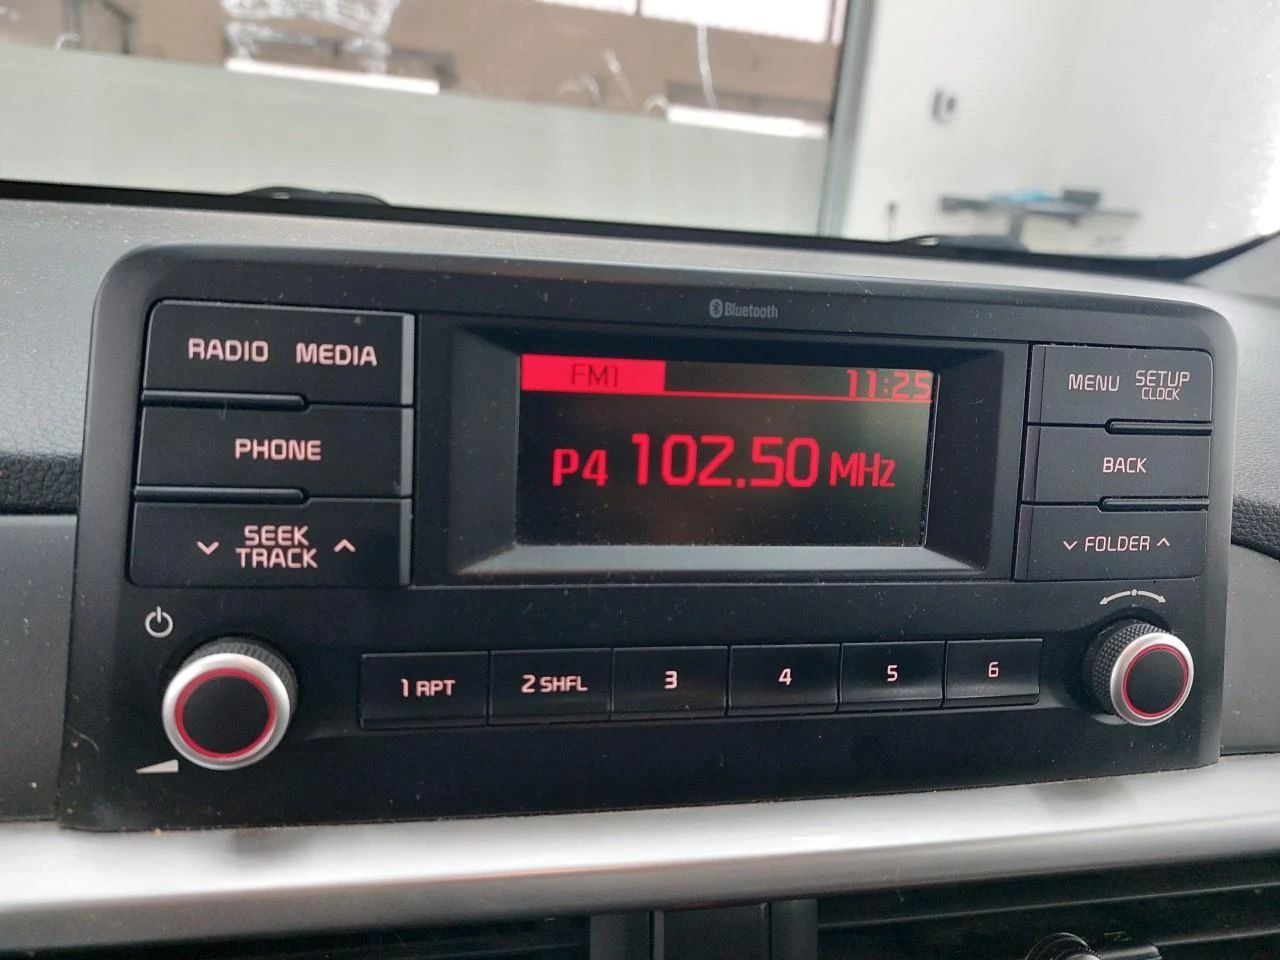 Bluetooth
RADIO MEDIA
PHONE
SEEK
TRACK
FM1 11:25
P4 102.50 MHz
MENU SETUP
CLOCK
BACK
FOLDER
1 RPT 2 SHFL 3 4 5 6